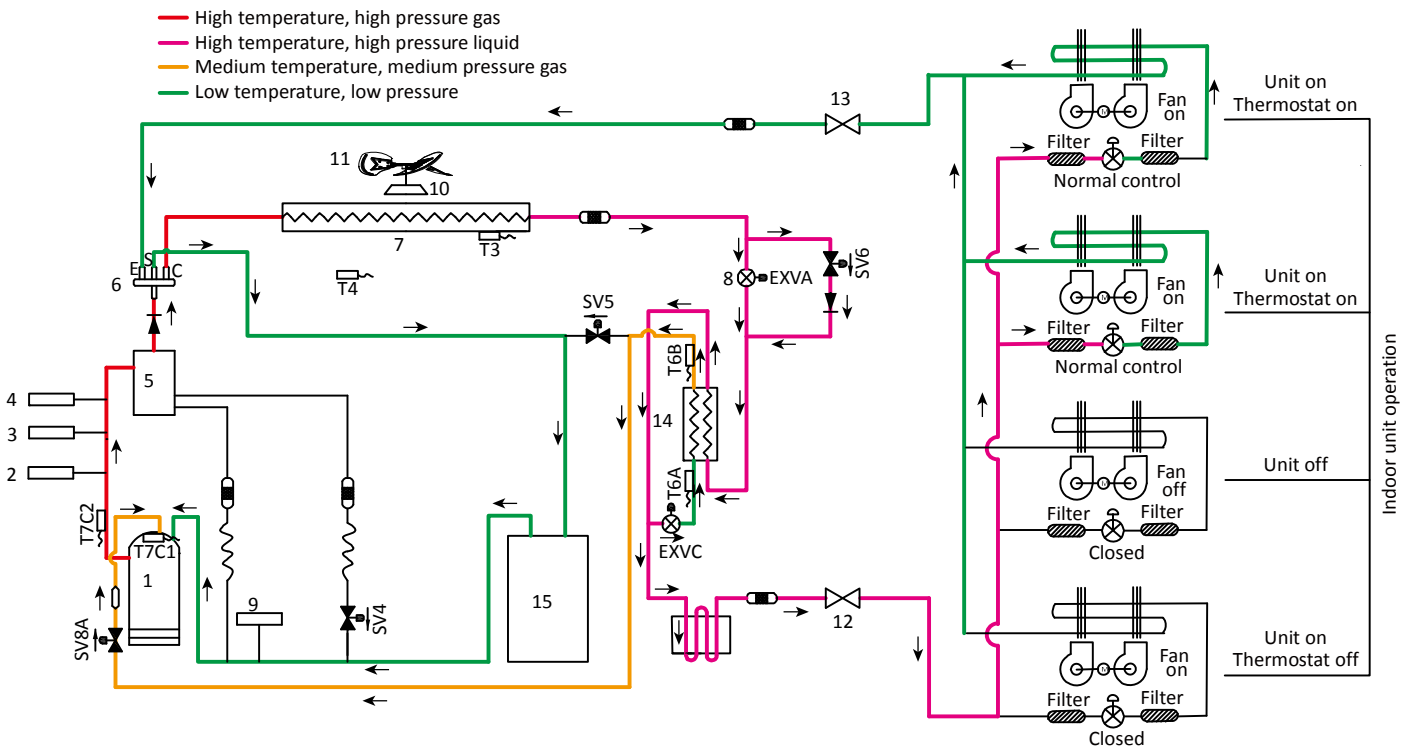 High temperature, high pressure gas
High temperature, high pressure liquid
Medium temperature, medium pressure gas
Low temperature, low pressure
13
11
10
7
T3
T4
E
S
C
6
8
EXVA
SV6
SV5
T6B
14
T6A
EXVC
5
4
3
2
T7C2
T7C1
1
SV8A
9
SV4
15
12
M
Fan
on
Filter
Filter
Normal control
Unit on
Thermostat on
M
Fan
on
Filter
Filter
Normal control
Unit on
Thermostat on
M
Fan
off
Filter
Filter
Closed
Unit off
M
Fan
on
Filter
Filter
Closed
Unit on
Thermostat off
Indoor unit operation